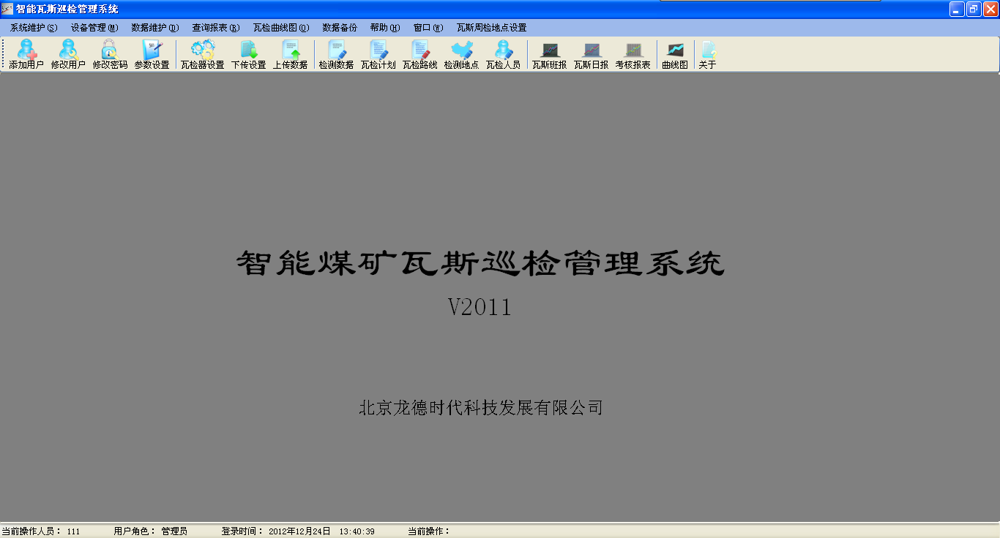 智能瓦斯巡检管理系统
系统维护(S) 设备管理(M) 数据维护(D) 查询报表(R) 瓦检曲线图(O) 数据备份 帮助(H) 窗口(W) 瓦斯周检地点设置
添加用户 修改用户 修改密码 参数设置 瓦检器设置 下传设置 上传数据 检测数据 瓦检计划 瓦检路线 检测地点 瓦检人员 瓦斯班报 瓦斯日报 考核报表 曲线图 关于
智能煤矿瓦斯巡检管理系统
V2011
北京龙德时代科技发展有限公司
当前操作人员: 111 用户角色: 管理员 登录时间: 2012年12月24日 13:40:39 当前操作: